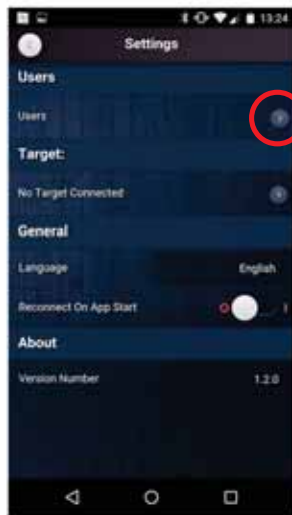 13:24
Settings
Users
Users
Target:
No Target Connected
General
Language English
Reconnect On App Start O I
About
Version Number 1.2.0